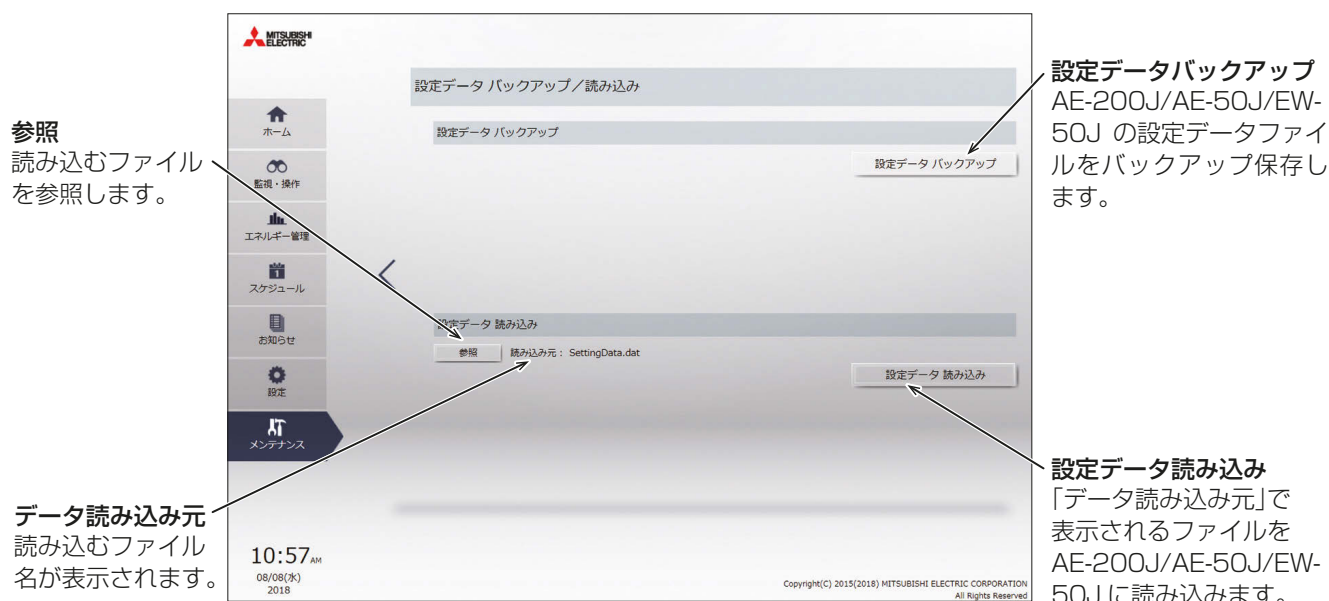 MITSUBISHI
ELECTRIC
設定データ バックアップ／読み込み
ホーム
監視・操作
エネルギー管理
スケジュール
お知らせ
設定
メンテナンス
10:57AM
08/08(水)
2018
設定データ バックアップ
設定データ バックアップ
設定データ 読み込み
参照
読み込み元： SettingData.dat
設定データ 読み込み
Copyright(C) 2015(2018) MITSUBISHI ELECTRIC CORPORATION
All Rights Reserved
参照
読み込むファイル
を参照します。
データ読み込み元
読み込むファイル
名が表示されます。
設定データバックアップ
AE-200J/AE-50J/EW-
50J の設定データファイ
ルをバックアップ保存し
ます。
設定データ読み込み
「データ読み込み元」で
表示されるファイルを
AE-200J/AE-50J/EW-
50Jに読み込みます。